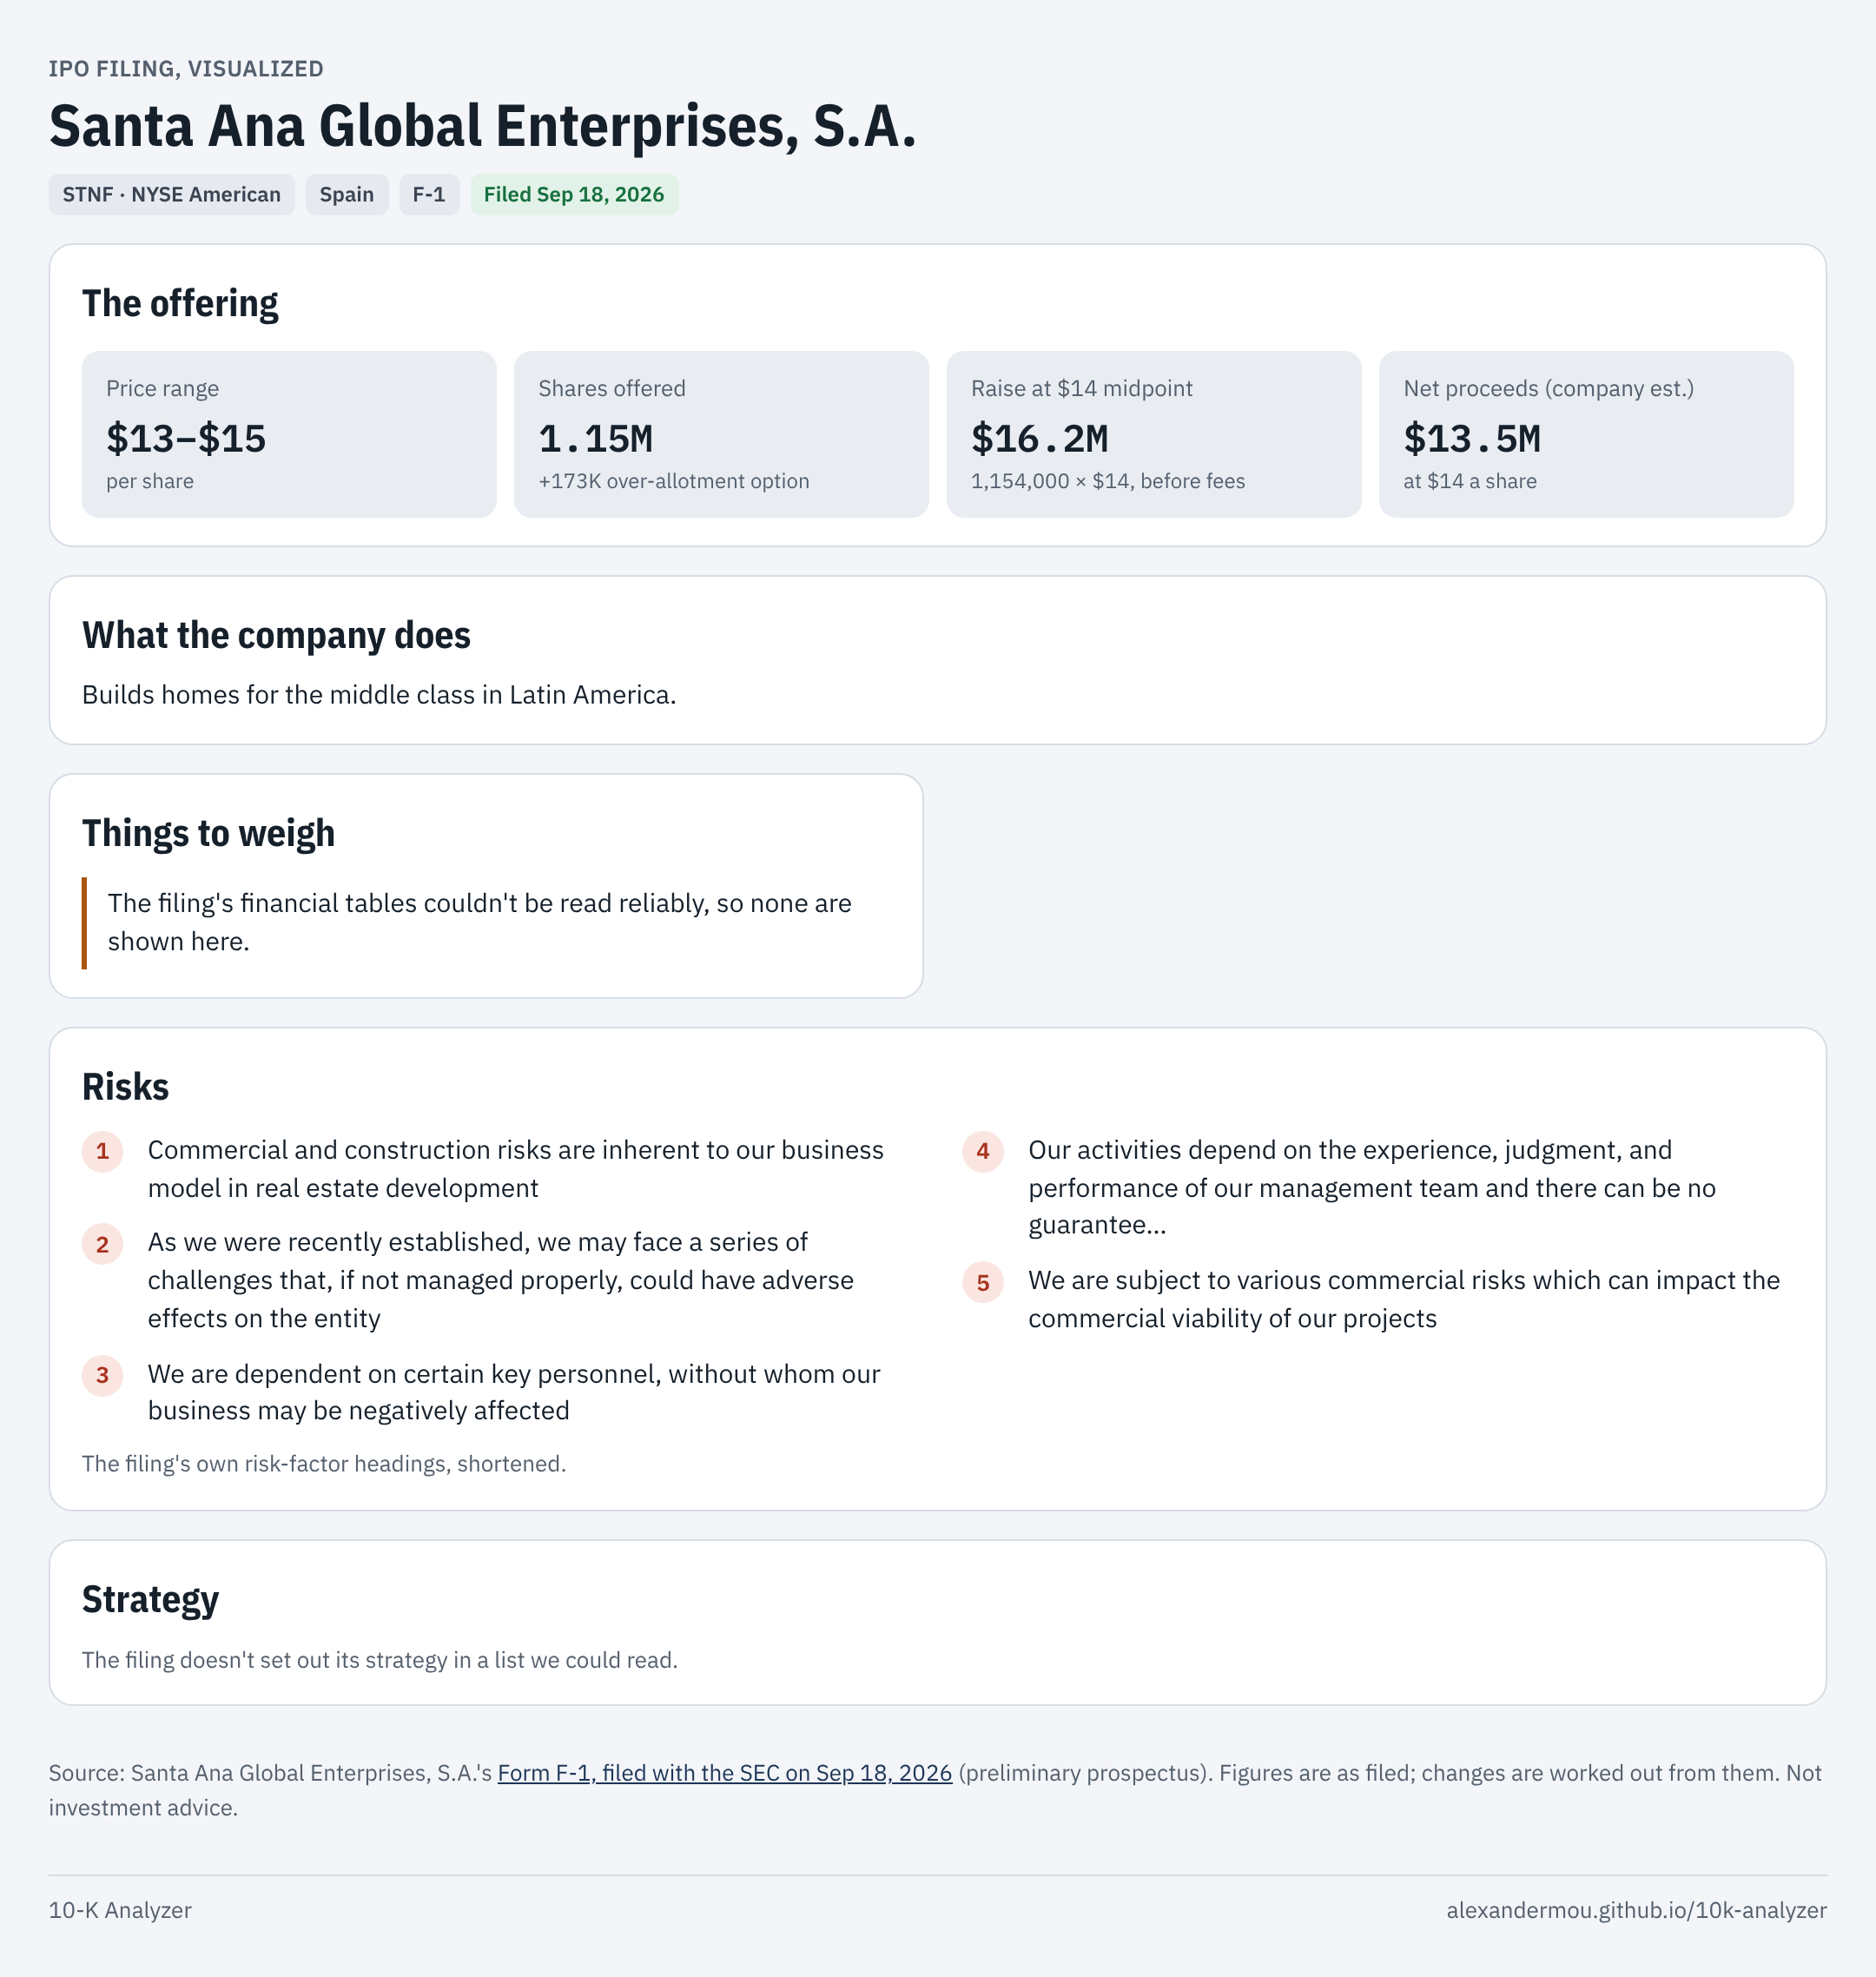 IPO FILING, VISUALIZED
Santa Ana Global Enterprises, S.A.
STNF · NYSE American
Spain
F-1
Filed Sep 18, 2026
The offering
Price range
$13–$15
per share
Shares offered
1.15M
+173K over-allotment option
Raise at $14 midpoint
$16.2M
1,154,000 × $14, before fees
Net proceeds (company est.)
$13.5M
at $14 a share
What the company does
Builds homes for the middle class in Latin America.
Things to weigh
The filing's financial tables couldn't be read reliably, so none are
shown here.
Risks
1
Commercial and construction risks are inherent to our business
model in real estate development
2
As we were recently established, we may face a series of
challenges that, if not managed properly, could have adverse
effects on the entity
3
We are dependent on certain key personnel, without whom our
business may be negatively affected
4
Our activities depend on the experience, judgment, and
performance of our management team and there can be no
guarantee…
5
We are subject to various commercial risks which can impact the
commercial viability of our projects
The filing's own risk-factor headings, shortened.
Strategy
The filing doesn't set out its strategy in a list we could read.
Source: Santa Ana Global Enterprises, S.A.'s Form F-1, filed with the SEC on Sep 18, 2026 (preliminary prospectus). Figures are as filed; changes are worked out from them. Not
investment advice.
10-K Analyzer
alexandermou.github.io/10k-analyzer